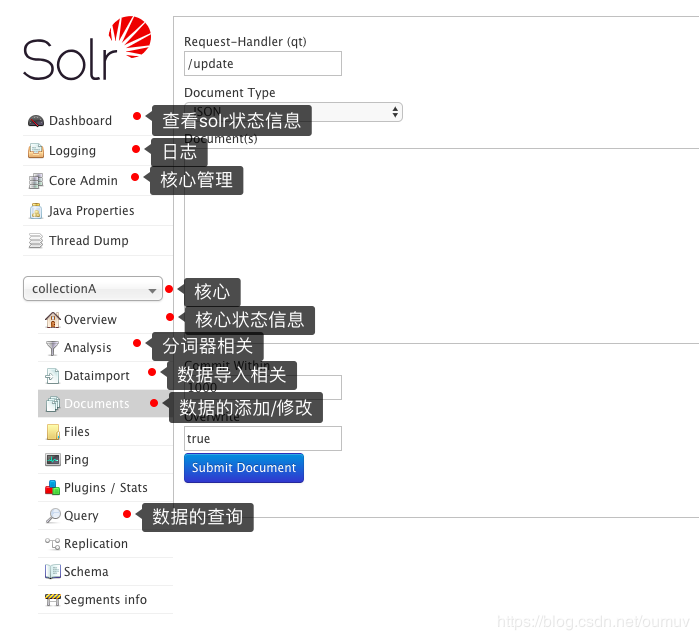 Solr
Request-Handler (qt)
/update
Document Type
JSON
Document(s)
Dashboard
查看solr状态信息
Logging
日志
Core Admin
核心管理
Java Properties
Thread Dump
collectionA
核心
Overview
核心状态信息
Analysis
分词器相关
Commit Within
Dataimport
数据导入相关
1000
Documents
数据的添加/修改
Overwrite
true
Files
Submit Document
Ping
Plugins / Stats
Query
数据的查询
Replication
Schema
Segments info
https://blog.csdn.net/oumuv